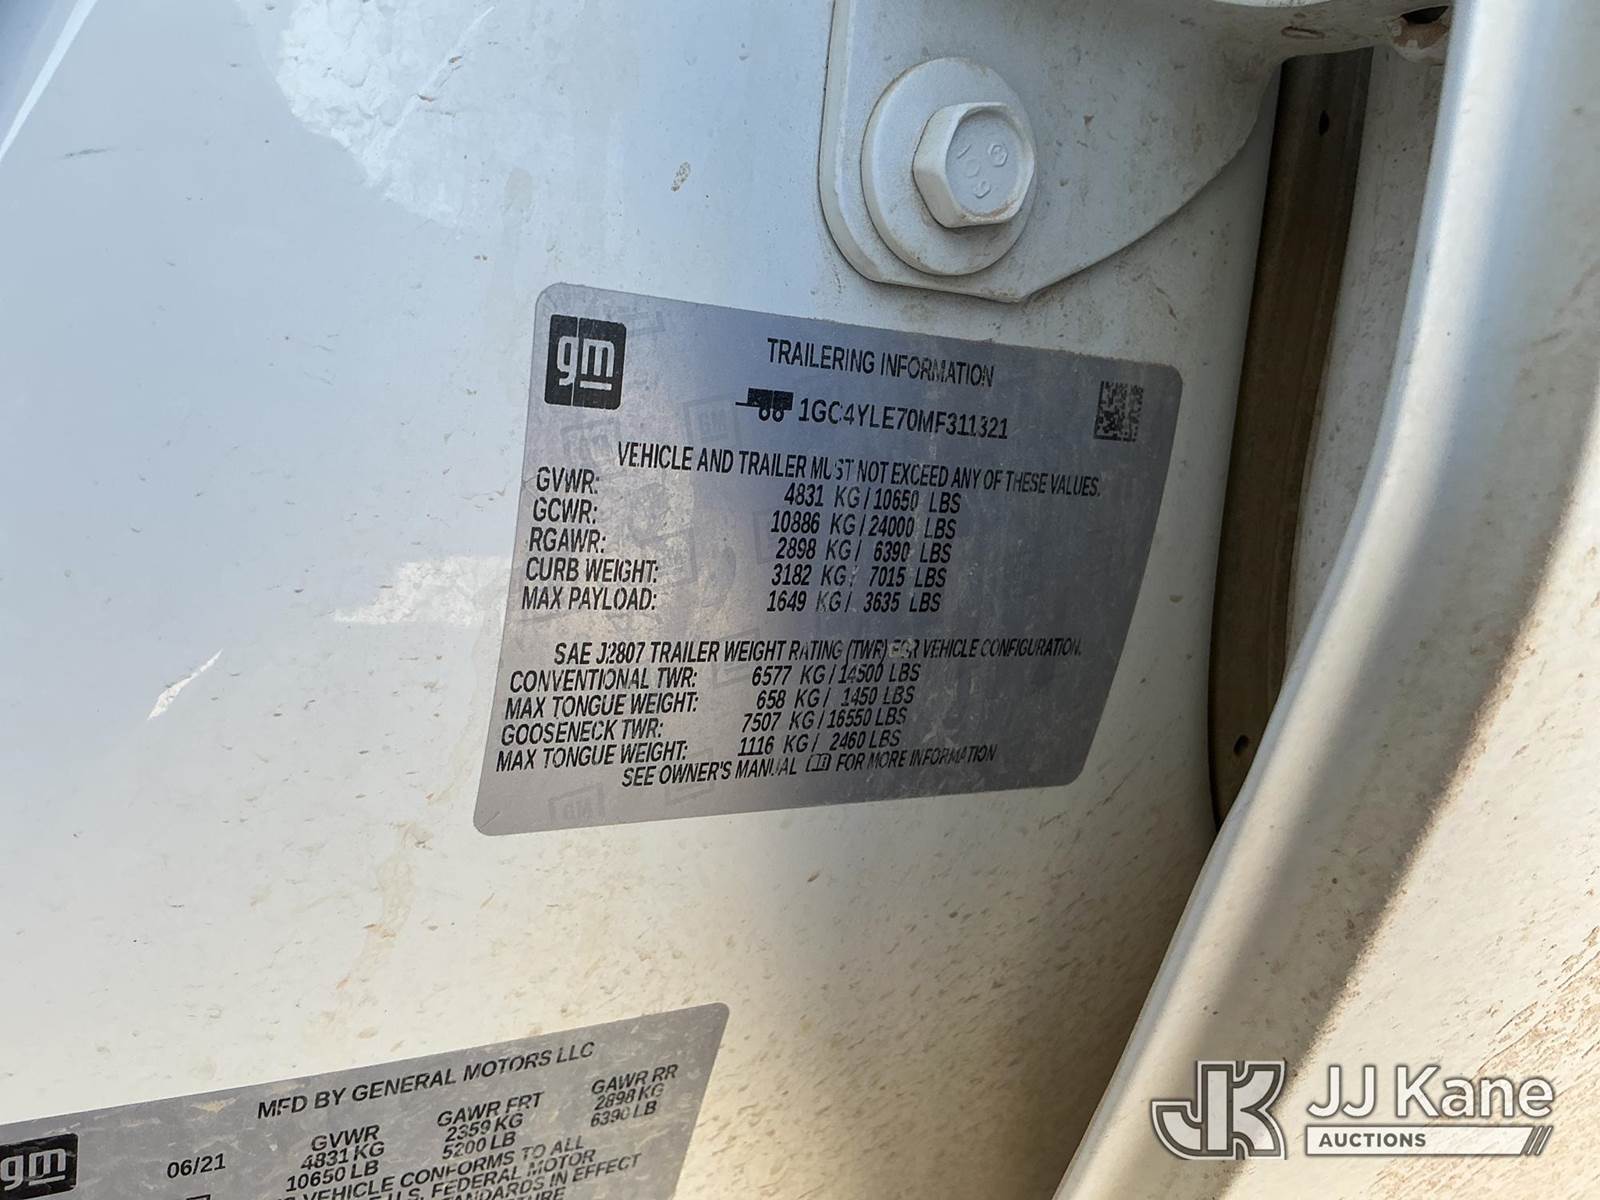 108
gm
TRAILERING INFORMATION
1GC4YLE70MF311321
VEHICLE AND TRAILER MUST NOT EXCEED ANY OF THESE VALUES.
GVWR: 4831 KG / 10650 LBS
GCWR: 10886 KG / 24000 LBS
RGAWR: 2898 KG / 6390 LBS
CURB WEIGHT: 3182 KG / 7015 LBS
MAX PAYLOAD: 1649 KG / 3635 LBS
SAE J2807 TRAILER WEIGHT RATING (TWR) FOR VEHICLE CONFIGURATION.
CONVENTIONAL TWR: 6577 KG / 14500 LBS
MAX TONGUE WEIGHT: 658 KG / 1450 LBS
GOOSENECK TWR: 7507 KG / 16550 LBS
MAX TONGUE WEIGHT: 1116 KG / 2460 LBS
SEE OWNER'S MANUAL FOR MORE INFORMATION
gm
MFD BY GENERAL MOTORS LLC
06/21
GVWR GAWR FRT GAWR RR
4831 KG 2359 KG 2898 KG
10650 LB 5200 LB 6390 LB
VEHICLE CONFORMS TO ALL
U.S. FEDERAL MOTOR
STANDARDS IN EFFECT
JK JJ Kane
AUCTIONS